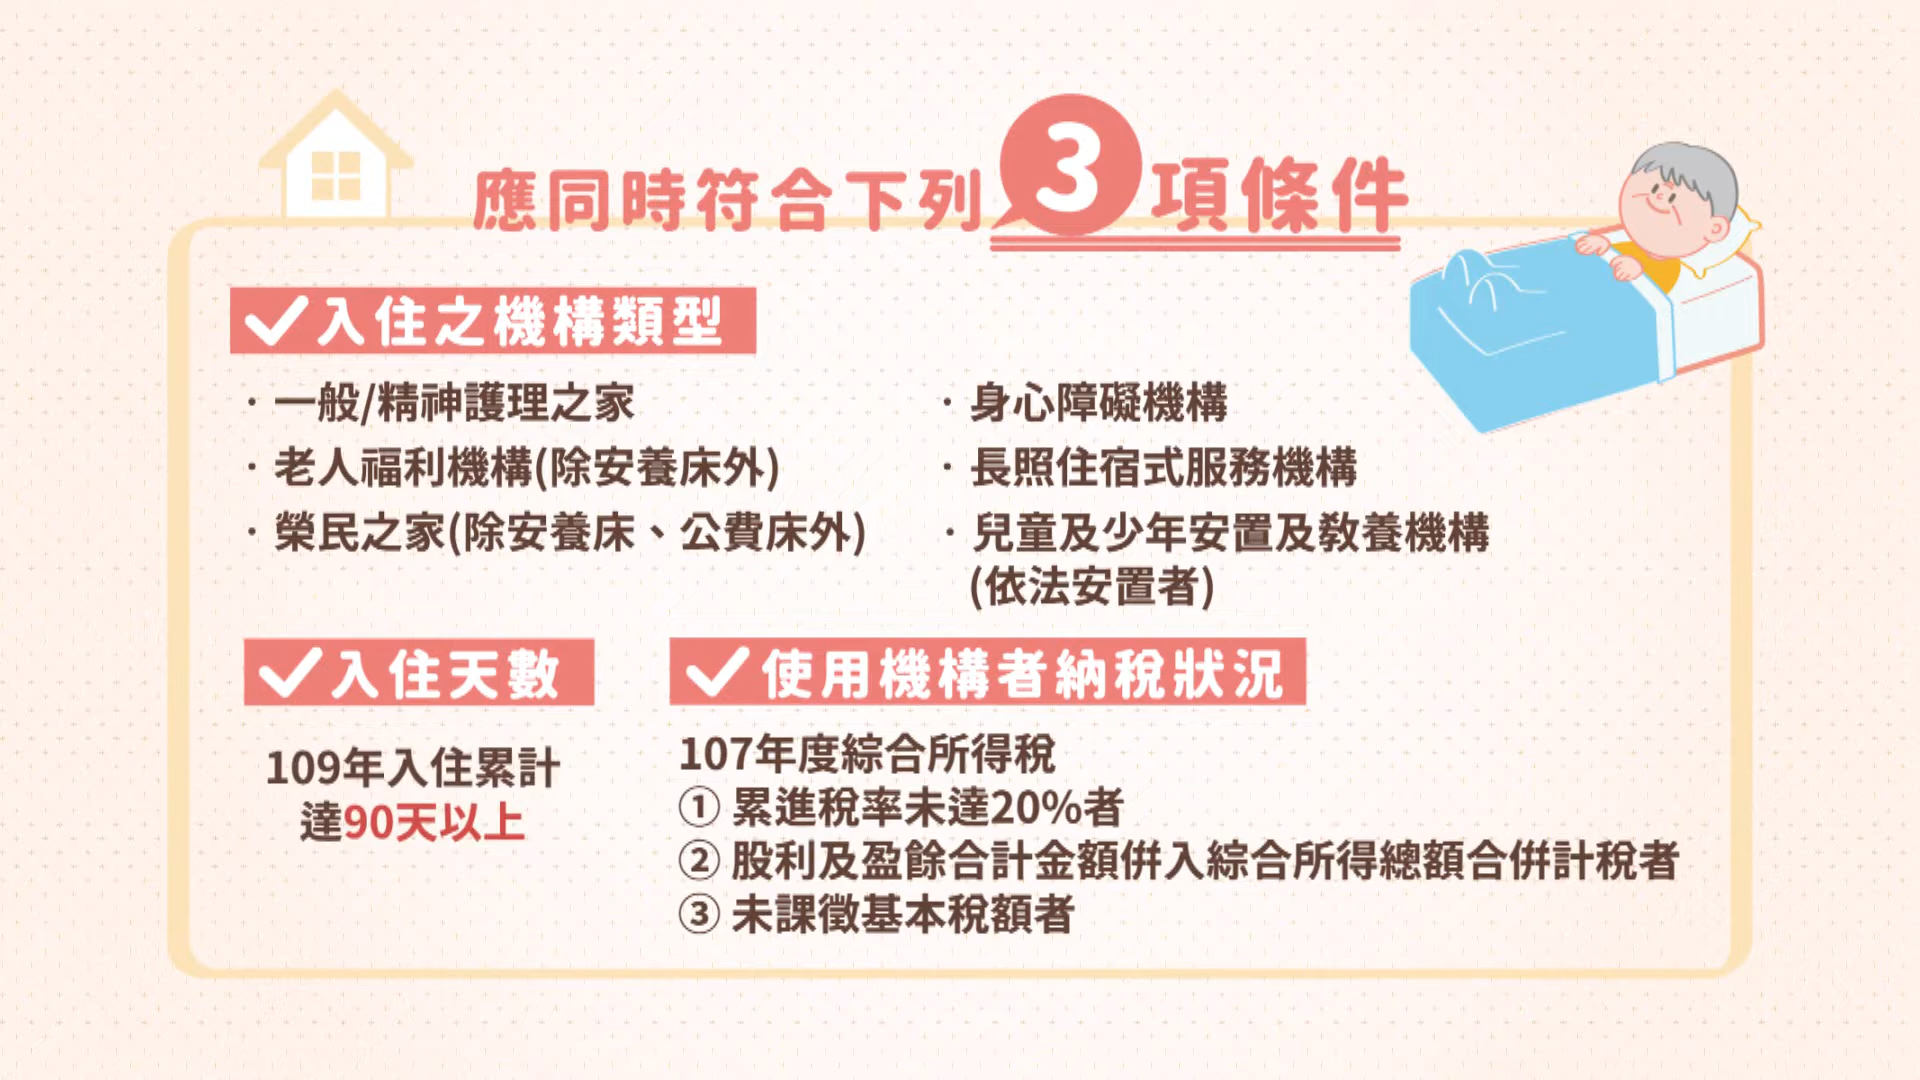 應同時符合下列3項條件
入住之機構類型
·一般/精神護理之家
·老人福利機構(除安養床外)
·榮民之家(除安養床、公費床外)
·身心障礙機構
·長照住宿式服務機構
·兒童及少年安置及教養機構
(依法安置者)
入住天數
109年入住累計
達90天以上
使用機構者納稅狀況
107年度綜合所得稅
① 累進稅率未達20%者
② 股利及盈餘合計金額併入綜合所得總額合併計稅者
③ 未課徵基本稅額者